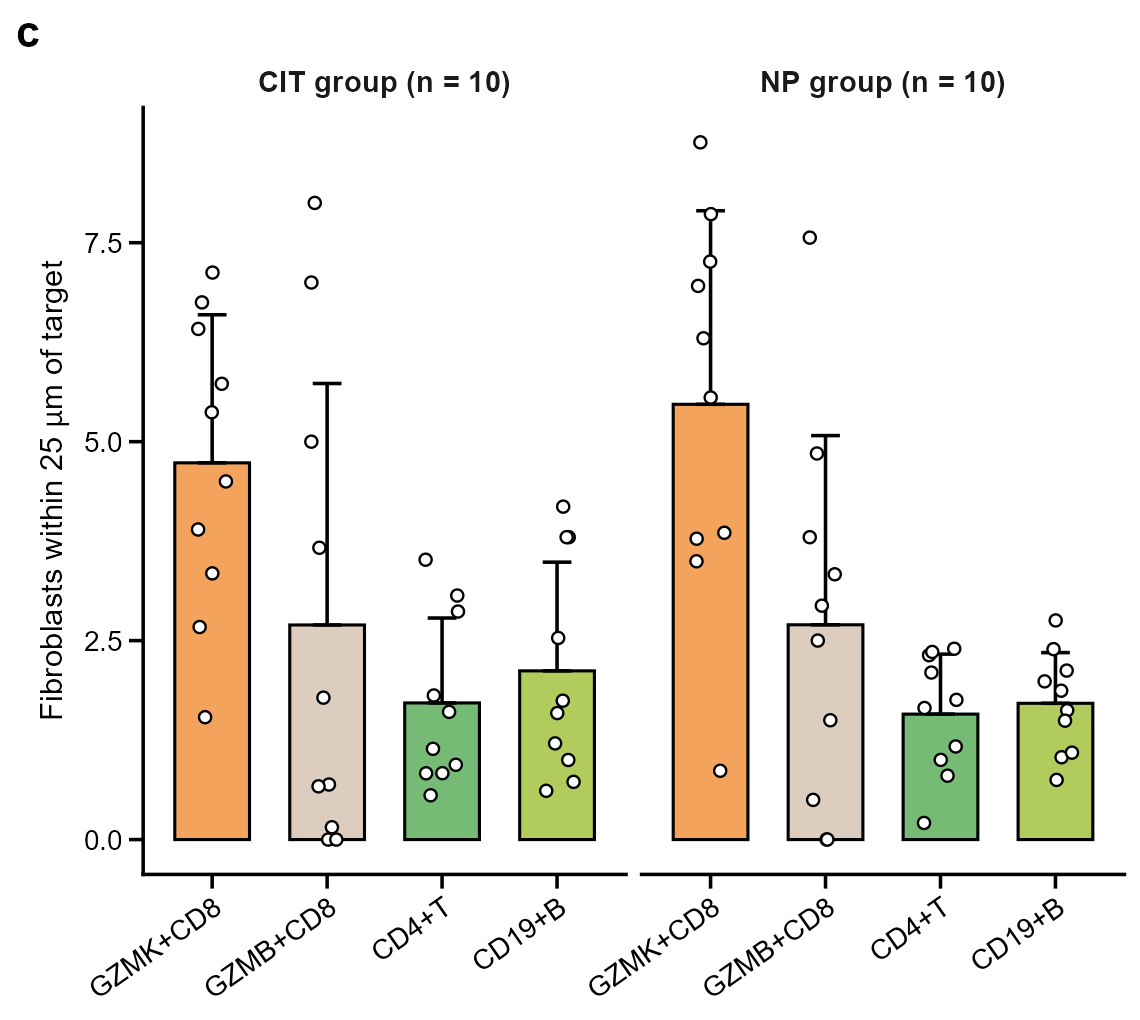 c
CIT group (n = 10)
NP group (n = 10)
Fibroblasts within 25 µm of target
7.5
5.0
2.5
0.0
GZMK+CD8
GZMB+CD8
CD4+T
CD19+B
GZMK+CD8
GZMB+CD8
CD4+T
CD19+B